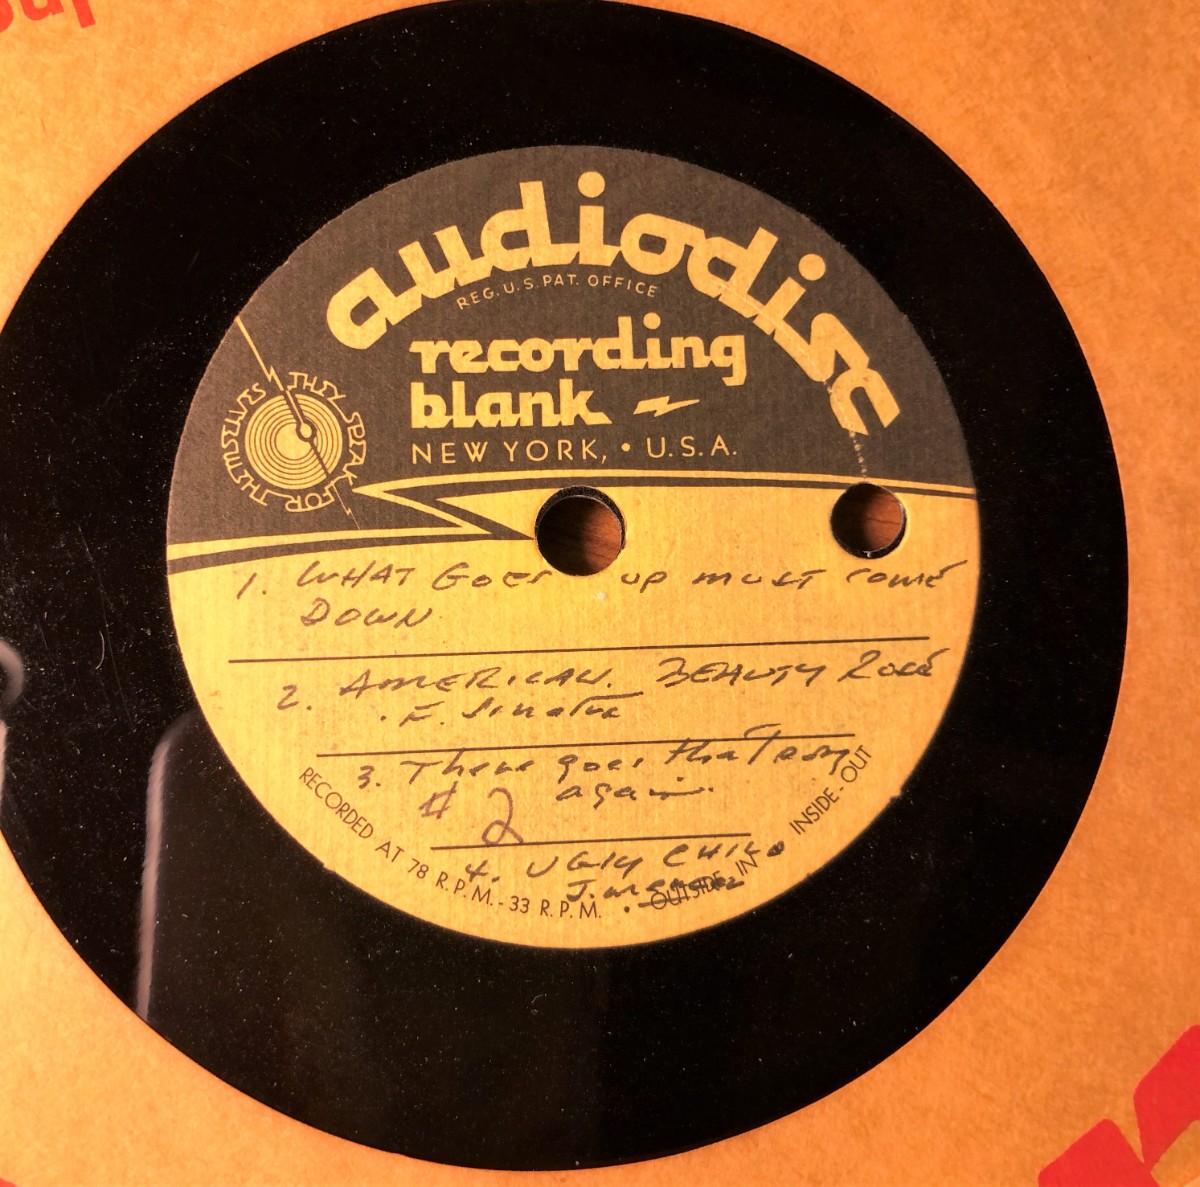 audiodisc
REG. U.S. PAT. OFFICE
recording
blank
NEW YORK, • U.S.A.
THEY SPEAK FOR THEMSELVES
1. WHAT GOES UP MUST COME
DOWN
2. AMERICAN BEAUTY ROSE
F. Sinatra
3. There goes that song
again
# 2
4. UGLY CHILD
J.
RECORDED AT 78 R.P.M. - 33 R.P.M. OUTSIDE - IN INSIDE - OUT